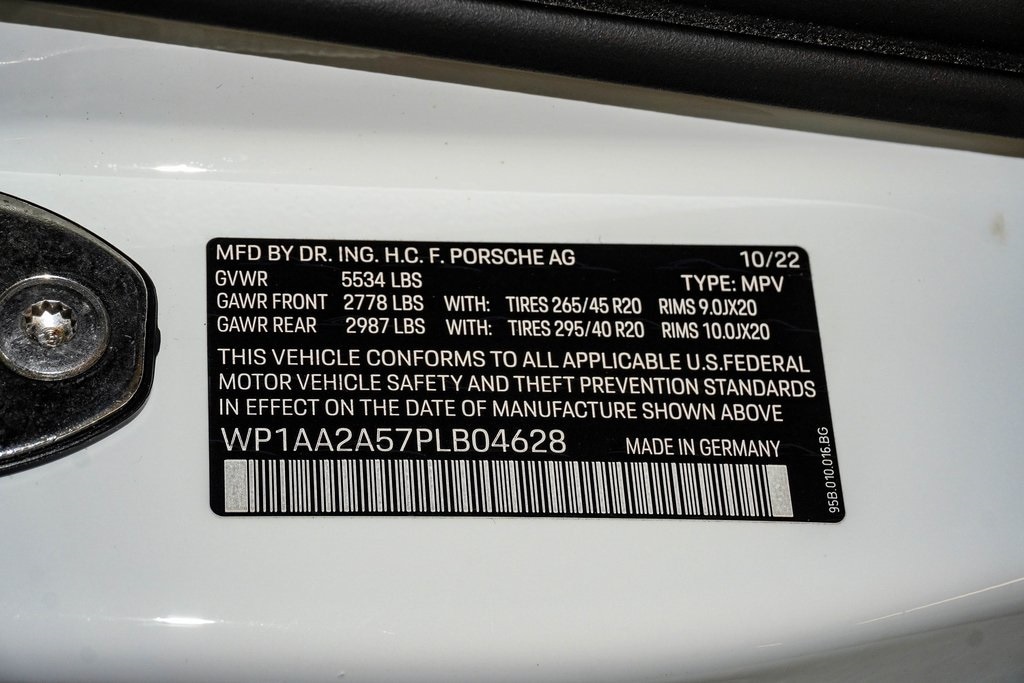 MFD BY DR. ING. H.C. F. PORSCHE AG 10/22
GVWR 5534 LBS TYPE: MPV
GAWR FRONT 2778 LBS WITH: TIRES 265/45 R20 RIMS 9.0JX20
GAWR REAR 2987 LBS WITH: TIRES 295/40 R20 RIMS 10.0JX20
THIS VEHICLE CONFORMS TO ALL APPLICABLE U.S.FEDERAL
MOTOR VEHICLE SAFETY AND THEFT PREVENTION STANDARDS
IN EFFECT ON THE DATE OF MANUFACTURE SHOWN ABOVE
WP1AA2A57PLB04628 MADE IN GERMANY
95B.010.016.BG